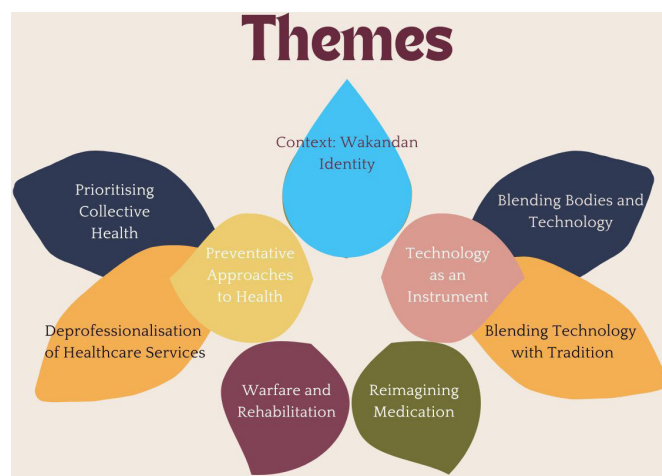 Themes
Context: Wakandan
Identity
Prioritising
Collective
Health
Blending Bodies and
Technology
Preventative
Approaches
to Health
Technology
as an
Instrument
Deprofessionalisation
of Healthcare Services
Blending Technology
with Tradition
Warfare and
Rehabilitation
Reimagining
Medication